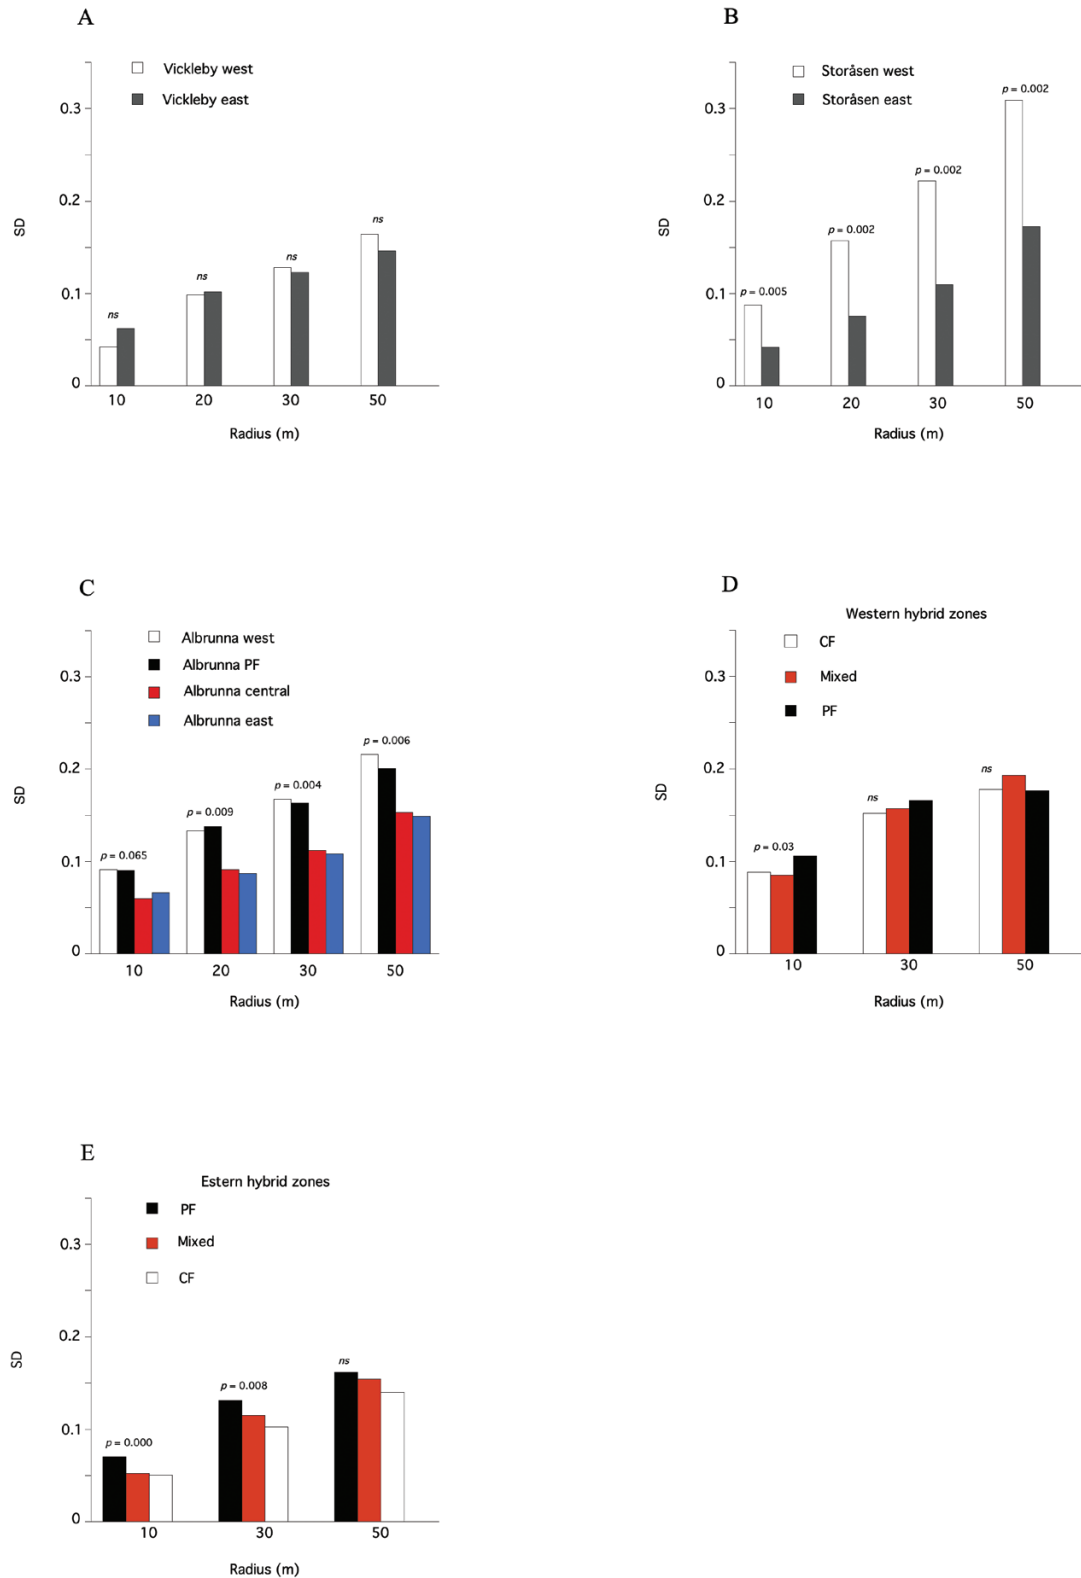 A
Vickleby west
Vickleby east
0.3
0.2
0.1
0
SD
ns
ns
ns
ns
10 20 30 50
Radius (m)
B
Storåsen west
Storåsen east
0.3
0.2
0.1
0
SD
p = 0.005
p = 0.002
p = 0.002
p = 0.002
10 20 30 50
Radius (m)
C
Albrunna west
Albrunna PF
Albrunna central
Albrunna east
0.3
0.2
0.1
0
SD
p = 0.065
p = 0.009
p = 0.004
p = 0.006
10 20 30 50
Radius (m)
D
Western hybrid zones
CF
Mixed
PF
0.3
0.2
0.1
0
SD
p = 0.03
ns
ns
10 30 50
Radius (m)
E
Estern hybrid zones
PF
Mixed
CF
0.3
0.2
0.1
0
SD
p = 0.000
p = 0.008
ns
10 30 50
Radius (m)